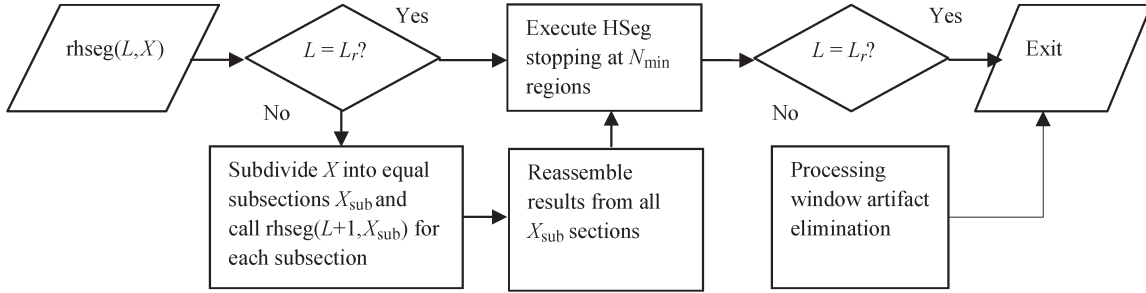 rhseg(L,X)
L = Lr?
Yes
No
Subdivide X into equal
subsections Xsub and
call rhseg(L+1,Xsub) for
each subsection
Reassemble
results from all
Xsub sections
Execute HSeg
stopping at Nmin
regions
L = Lr?
Yes
No
Processing
window artifact
elimination
Exit